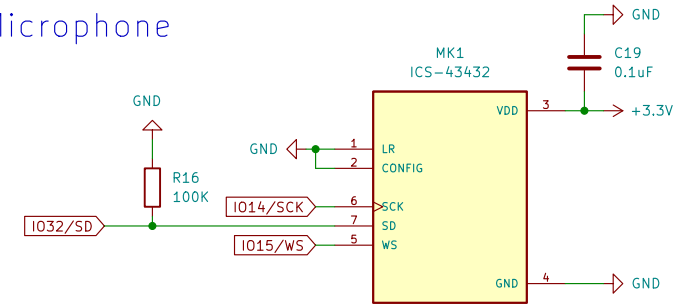 Microphone
GND
C19
0.1uF
+3.3V
MK1
ICS-43432
VDD
3
GND
R16
100K
GND
1
LR
2
CONFIG
IO14/SCK
6
SCK
IO32/SD
7
SD
IO15/WS
5
WS
GND
4
GND